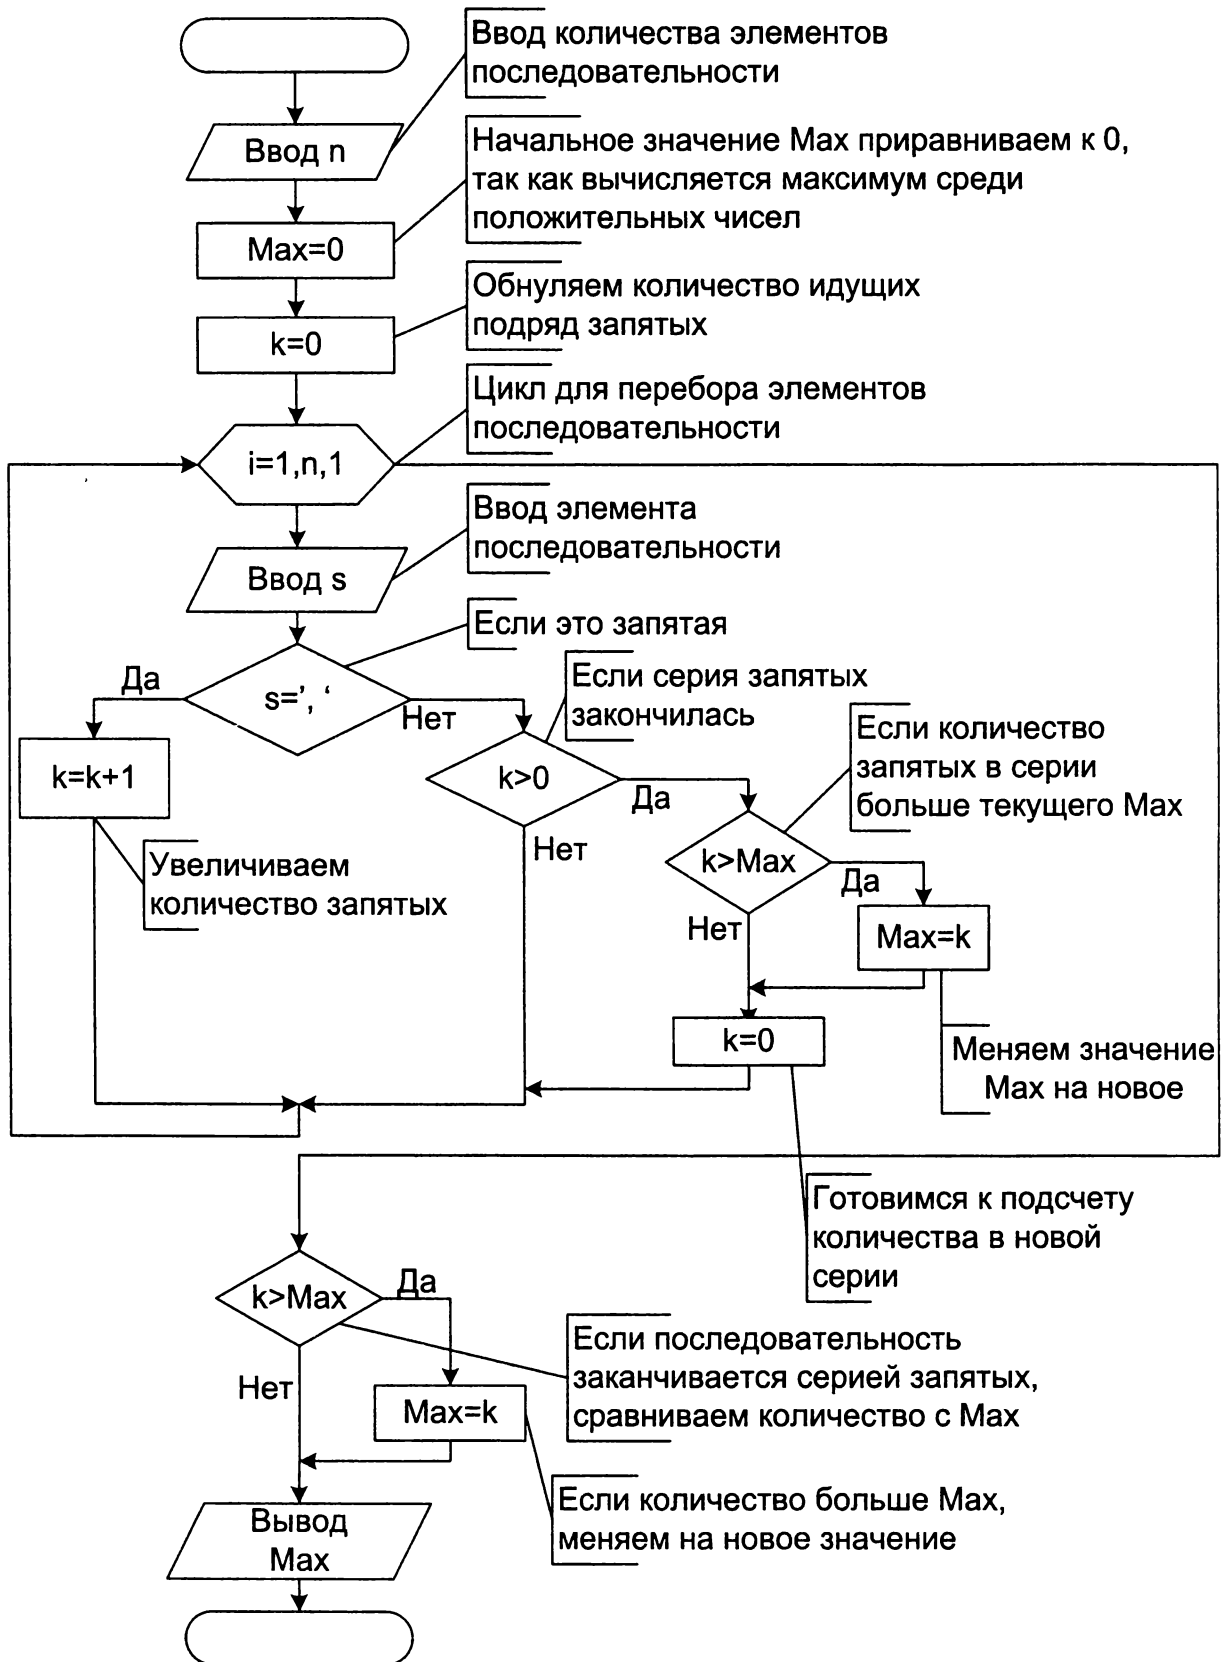 Ввод количества элементов
последовательности
Ввод n
Начальное значение Max приравниваем к 0,
так как вычисляется максимум среди
положительных чисел
Max=0
Обнуляем количество идущих
подряд запятых
k=0
Цикл для перебора элементов
последовательности
i=1,n,1
Ввод элемента
последовательности
Ввод s
Если это запятая
Да
s=’, ‘
Нет
Если серия запятых
закончилась
Если количество
запятых в серии
больше текущего Max
k=k+1
k>0
Да
Нет
Увеличиваем
количество запятых
k>Max
Да
Нет
Max=k
k=0
Меняем значение
Max на новое
Готовимся к подсчету
количества в новой
серии
k>Max
Да
Нет
Max=k
Если последовательность
заканчивается серией запятых,
сравниваем количество с Max
Если количество больше Max,
меняем на новое значение
Вывод
Max